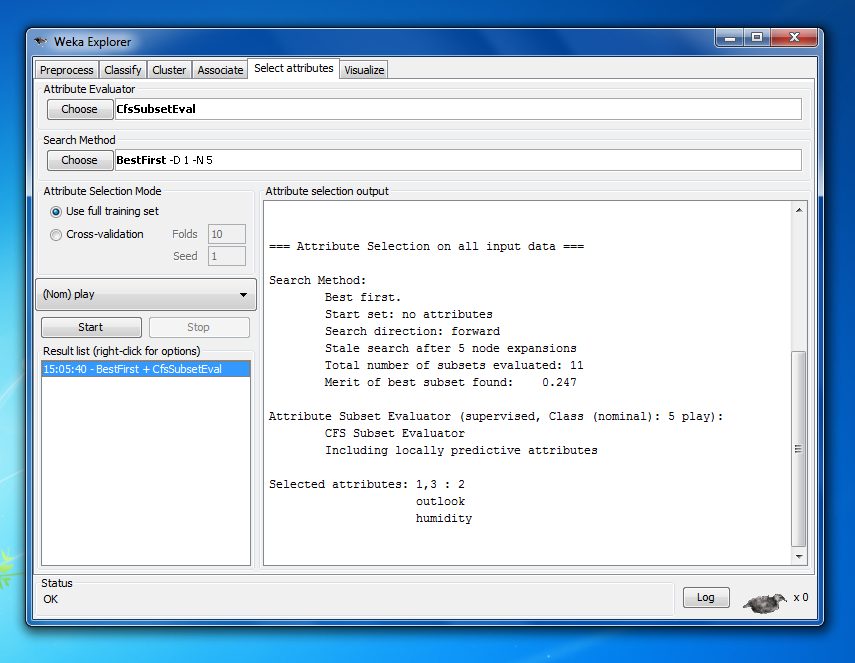 Weka Explorer
Preprocess Classify Cluster Associate Select attributes Visualize
Attribute Evaluator
Choose CfsSubsetEval
Search Method
Choose BestFirst -D 1 -N 5
Attribute Selection Mode
Use full training set
Cross-validation Folds 10
Seed 1
(Nom) play
Start Stop
Result list (right-click for options)
15:05:40 - BestFirst + CfsSubsetEval
Attribute selection output
=== Attribute Selection on all input data ===
Search Method:
Best first.
Start set: no attributes
Search direction: forward
Stale search after 5 node expansions
Total number of subsets evaluated: 11
Merit of best subset found: 0.247
Attribute Subset Evaluator (supervised, Class (nominal): 5 play):
CFS Subset Evaluator
Including locally predictive attributes
Selected attributes: 1,3 : 2
outlook
humidity
Status
OK
Log x 0